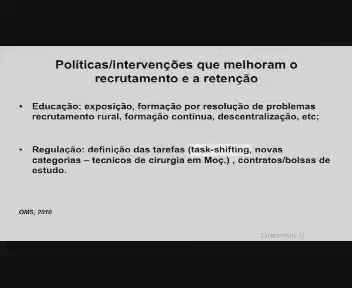 Políticas/intervenções que melhoram o
recrutamento e a retenção
• Educação: exposição, formação por resolução de problemas
recrutamento rural, formação contínua, descentralização, etc;
• Regulação: definição das tarefas (task-shifting, novas
categorias – tecnicos de cirurgia em Moç.) , contratos/bolsas de
estudo.
OMS, 2010